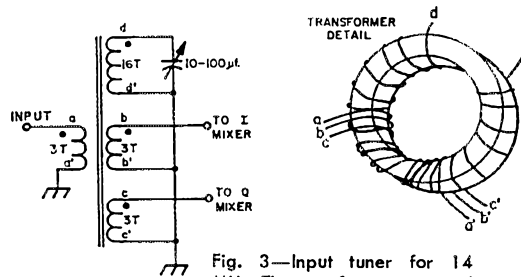 d
16T
d'
10-100µf.
INPUT
a
3T
a'
b
3T
b'
TO I
MIXER
c
3T
c'
TO Q
MIXER
TRANSFORMER
DETAIL
d
a
b
c
a'
b'
c'
Fig. 3—Input tuner for 14